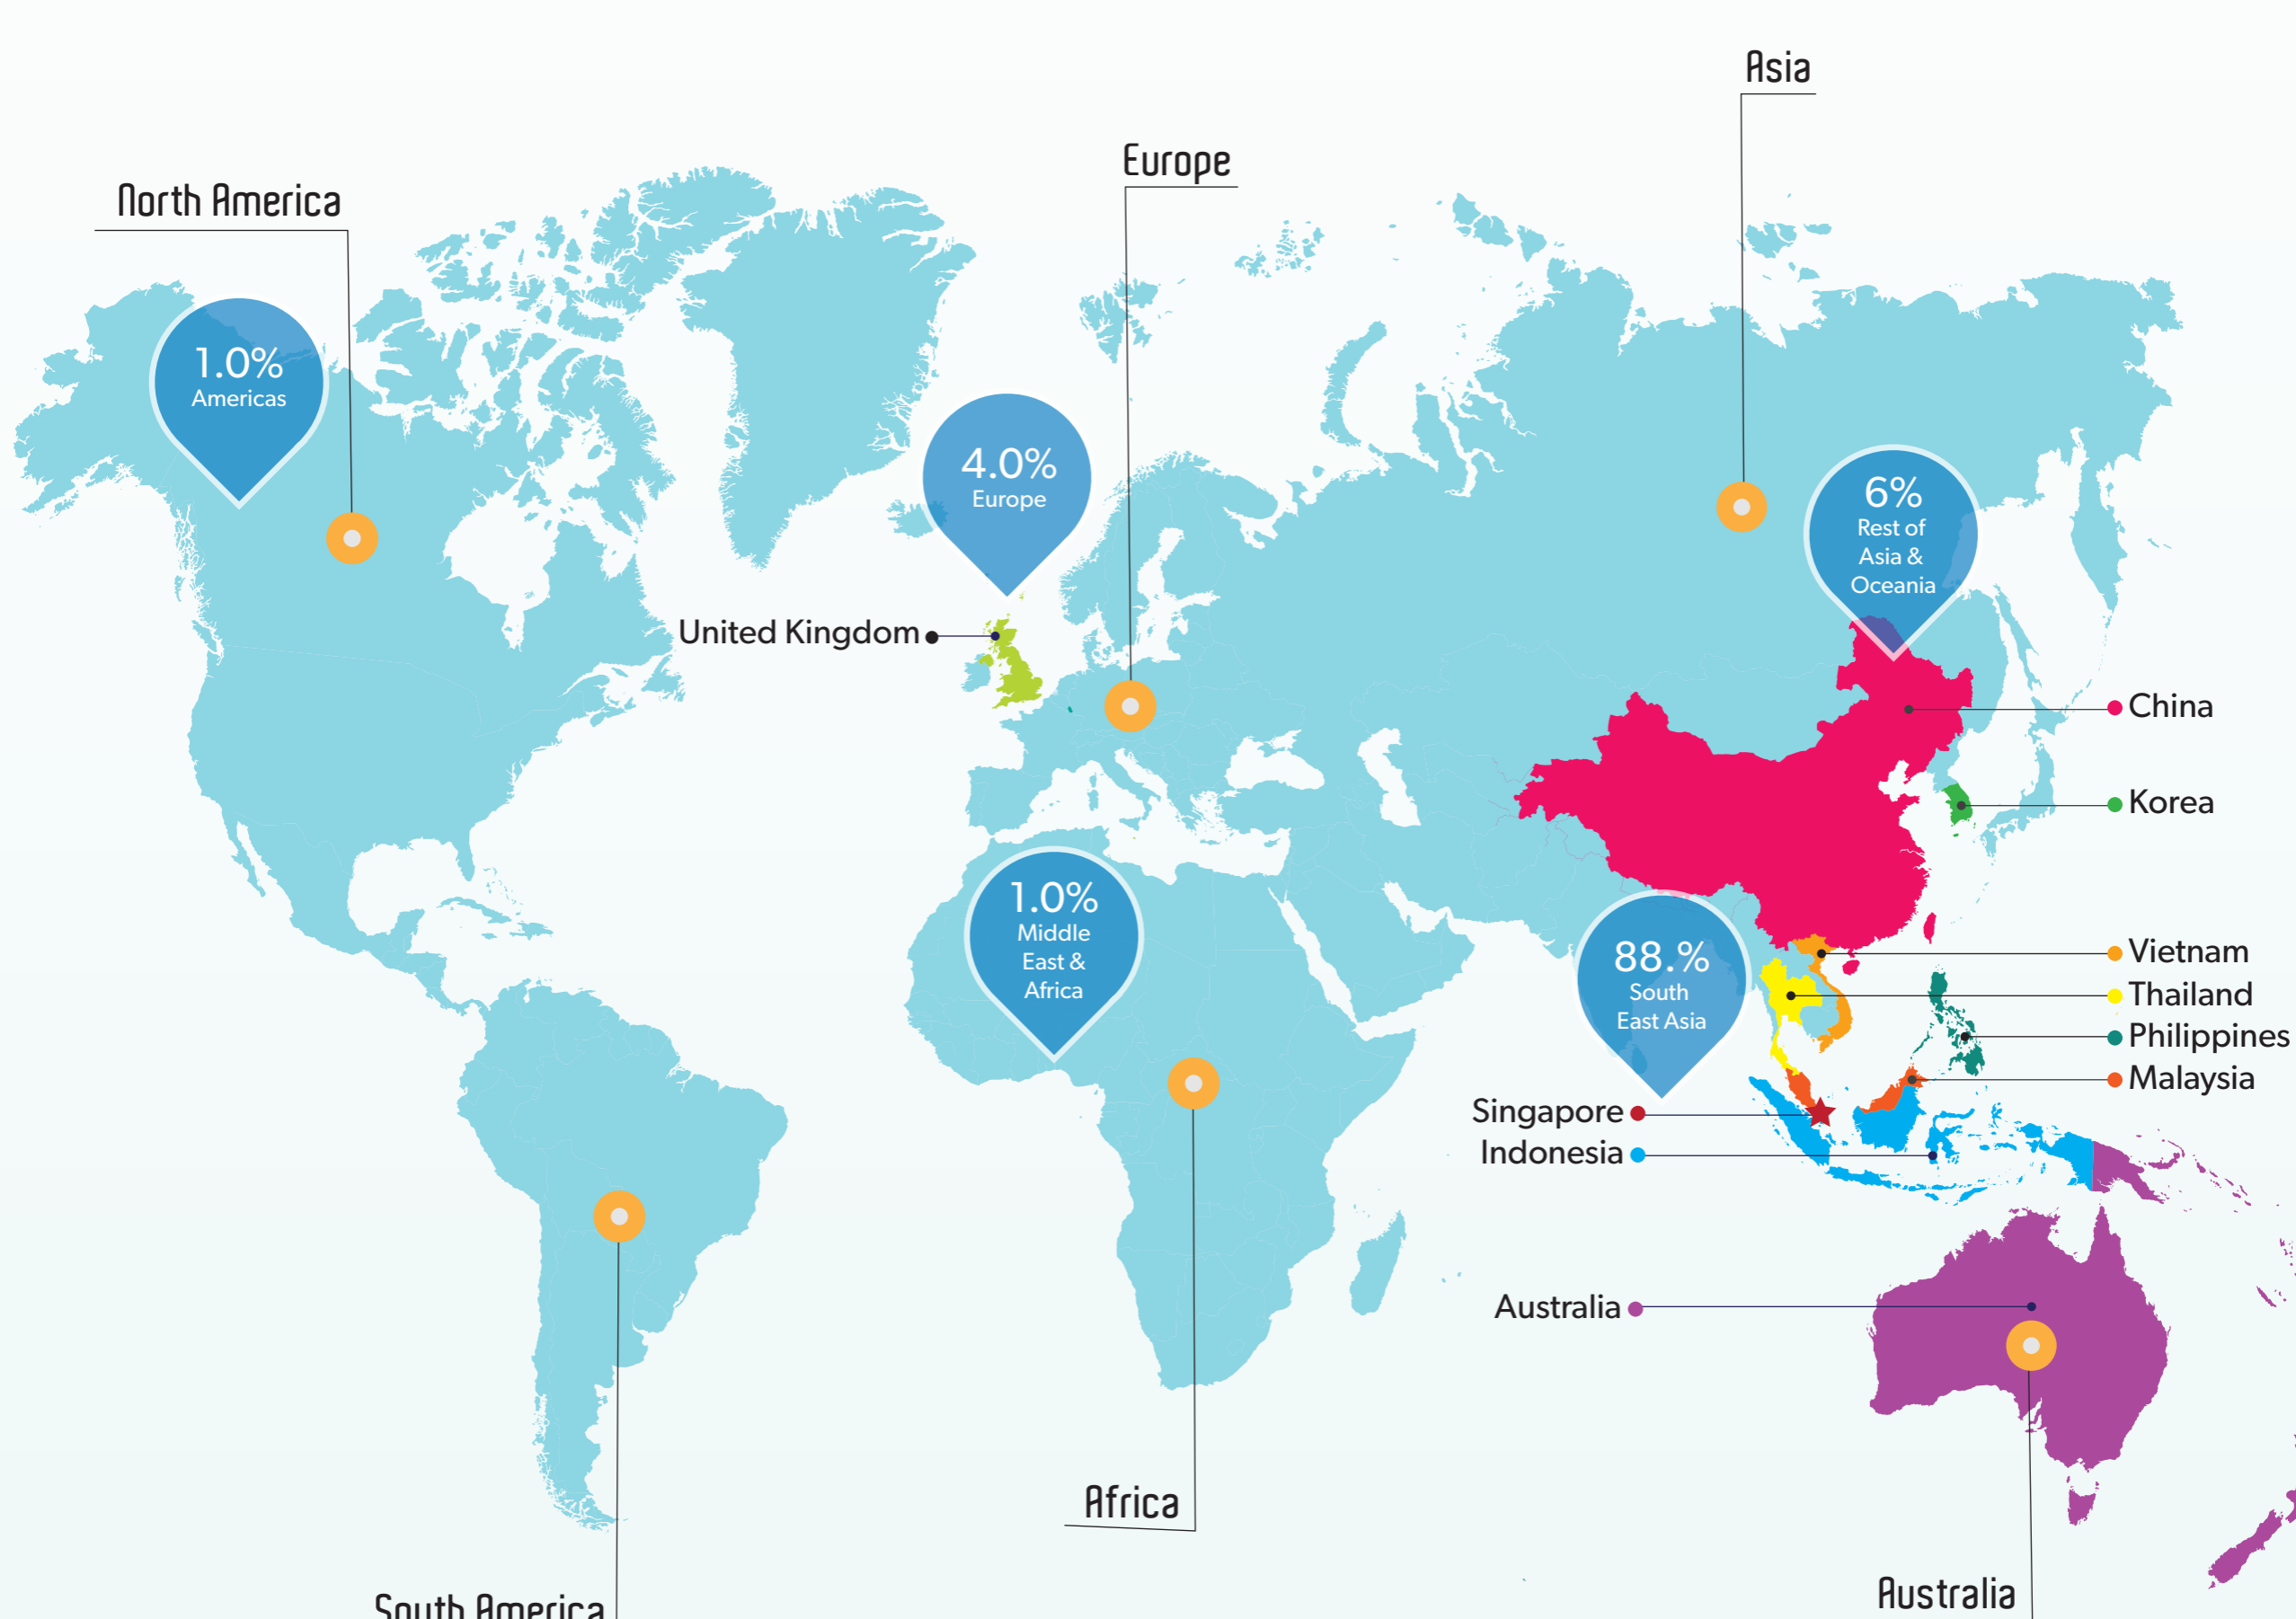 Asia
Europe
North America
1.0%
Americas
4.0%
Europe
6%
Rest of
Asia &
Oceania
United Kingdom
China
Korea
1.0%
Middle
East &
Africa
88.%
South
East Asia
Vietnam
Thailand
Philippines
Malaysia
Singapore
Indonesia
Australia
Africa
Australia
South America